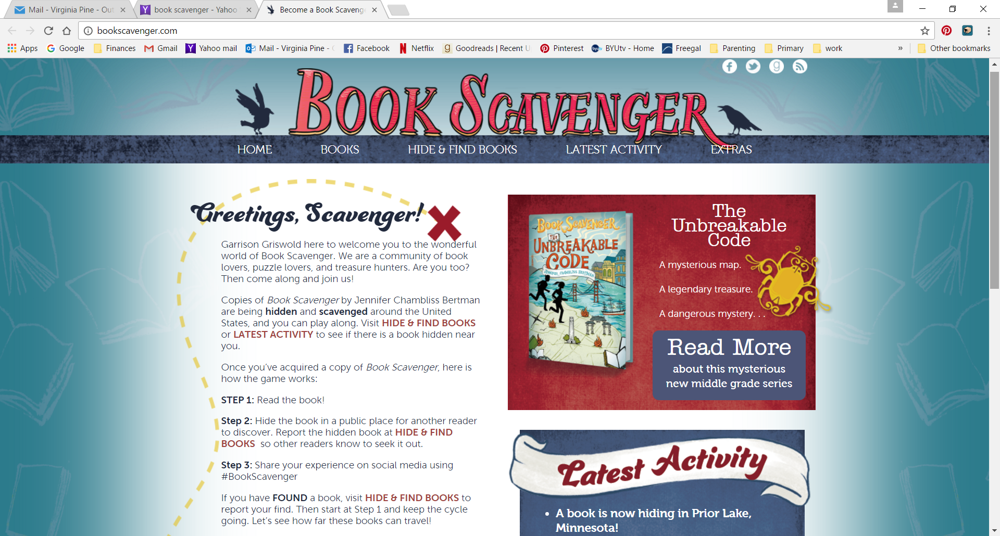 Mail - Virginia Pine - Out
book scavenger - Yahoo
Become a Book Scaveng
bookscavenger.com
Apps Google Finances Gmail Yahoo mail Mail - Virginia Pine - Facebook Netflix Goodreads | Recent U Pinterest BYUtv - Home Freegal Parenting Primary work » Other bookmarks
BOOK SCAVENGER
HOME BOOKS HIDE & FIND BOOKS LATEST ACTIVITY EXTRAS
Greetings, Scavenger!
Garrison Griswold here to welcome you to the wonderful
world of Book Scavenger. We are a community of book
lovers, puzzle lovers, and treasure hunters. Are you too?
Then come along and join us!
Copies of Book Scavenger by Jennifer Chambliss Bertman
are being hidden and scavenged around the United
States, and you can play along. Visit HIDE & FIND BOOKS
or LATEST ACTIVITY to see if there is a book hidden near
you.
Once you've acquired a copy of Book Scavenger, here is
how the game works:
STEP 1: Read the book!
Step 2: Hide the book in a public place for another reader
to discover. Report the hidden book at HIDE & FIND
BOOKS so other readers know to seek it out.
Step 3: Share your experience on social media using
#BookScavenger
If you have FOUND a book, visit HIDE & FIND BOOKS to
report your find. Then start at Step 1 and keep the cycle
going. Let's see how far these books can travel!
BOOK SCAVENGER
THE
UNBREAKABLE
CODE
JENNIFER CHAMBLISS BERTMAN
The
Unbreakable
Code
A mysterious map.
A legendary treasure.
A dangerous mystery. . .
Read More
about this mysterious
new middle grade series
Latest Activity
• A book is now hiding in Prior Lake,
Minnesota!